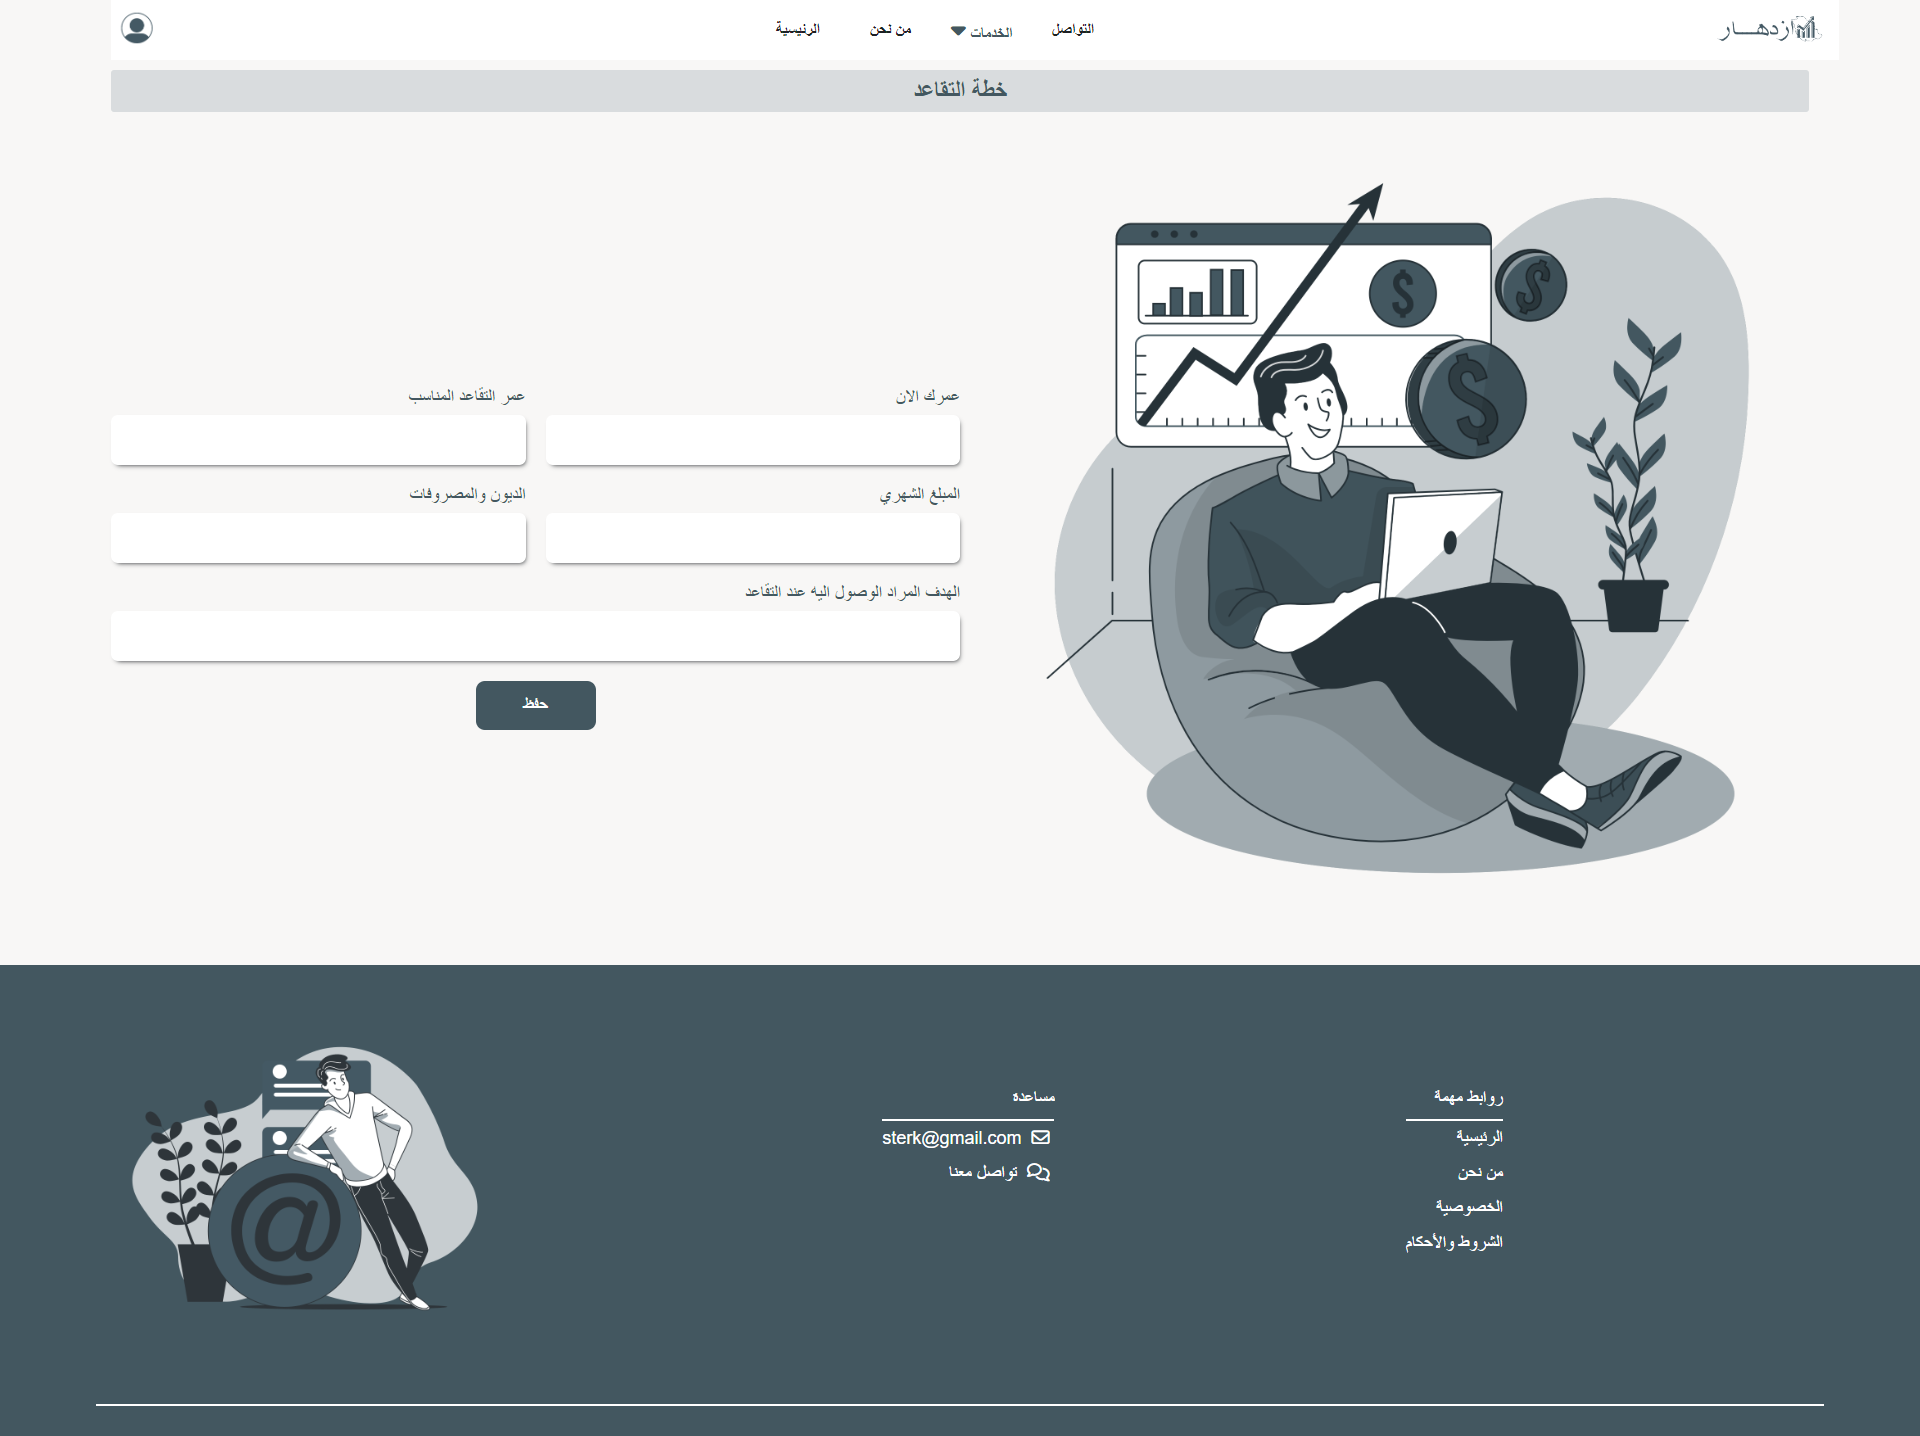 ازدهـــار
التواصل
الخدمات
من نحن
الرئيسية
خطة التقاعد
عمرك الان
عمر التقاعد المناسب
المبلغ الشهري
الديون والمصروفات
الهدف المراد الوصول اليه عند التقاعد
حفظ
روابط مهمة
الرئيسية
من نحن
الخصوصية
الشروط والأحكام
مساعدة
sterk@gmail.com
تواصل معنا